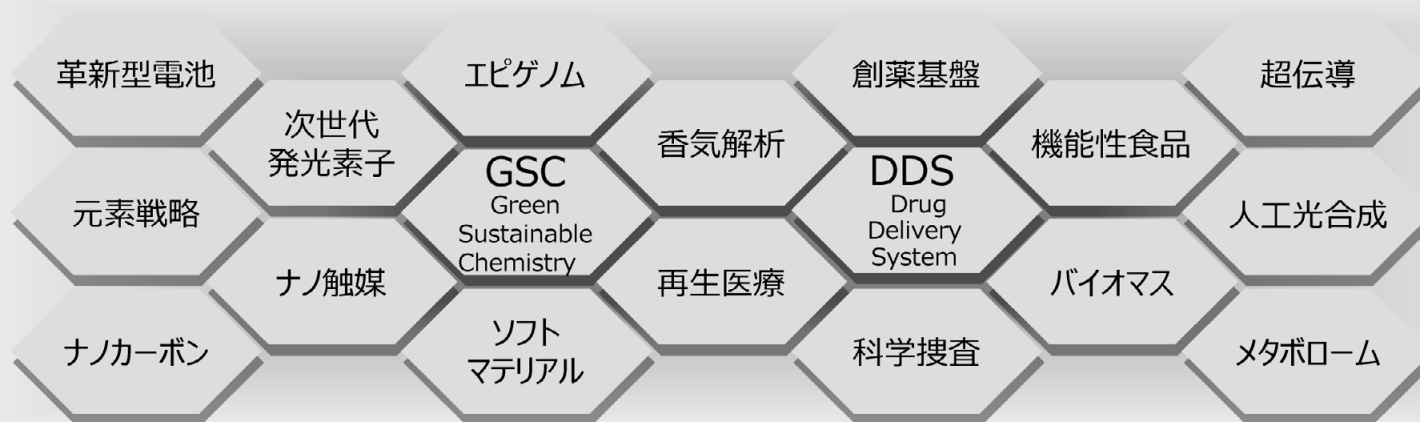 革新型電池
エピゲノム
創薬基盤
超伝導
次世代
発光素子
香気解析
機能性食品
元素戦略
GSC
Green
Sustainable
Chemistry
DDS
Drug
Delivery
System
人工光合成
ナノ触媒
再生医療
バイオマス
ナノカーボン
ソフト
マテリアル
科学捜査
メタボローム